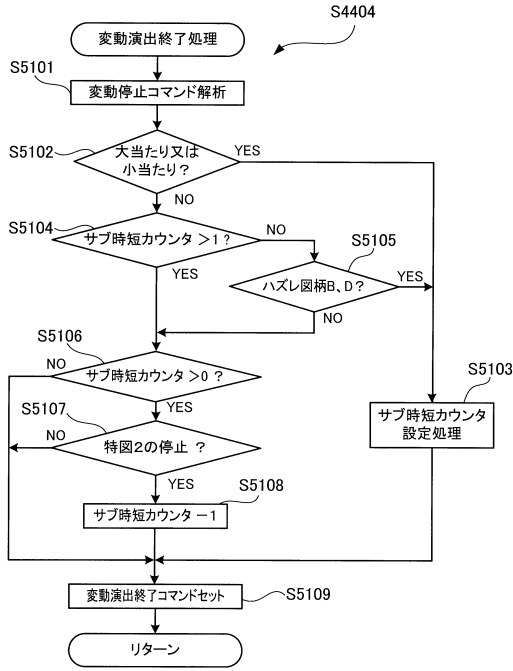 S4404
変動演出終了処理
S5101
変動停止コマンド解析
S5102
大当たり又は
小当たり?
YES
NO
S5104
サブ時短カウンタ >1?
NO
YES
S5105
ハズレ図柄B、D?
YES
NO
S5106
NO
サブ時短カウンタ >0 ?
YES
S5103
サブ時短カウンタ
設定処理
S5107
NO
特図2の停止 ?
YES
S5108
サブ時短カウンタ -1
S5109
変動演出終了コマンドセット
リターン